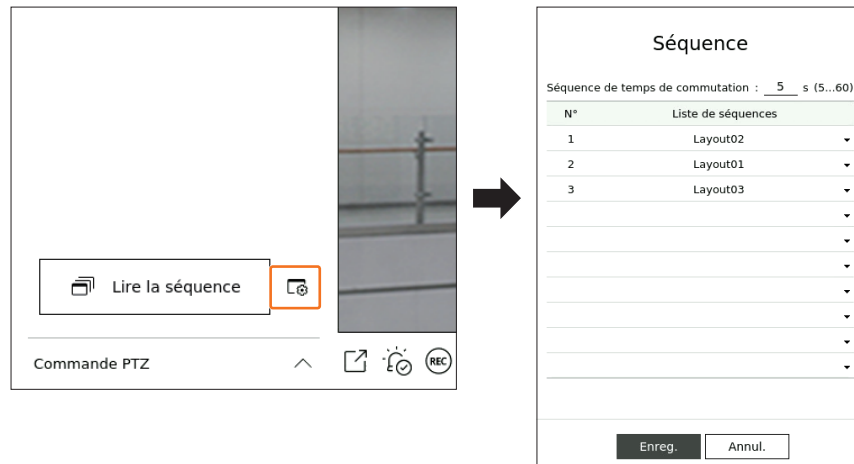 Lire la séquence
Commande PTZ
REC
Séquence
Séquence de temps de commutation : 5 s (5...60)
N° Liste de séquences
1 Layout02
2 Layout01
3 Layout03
Enreg. Annul.